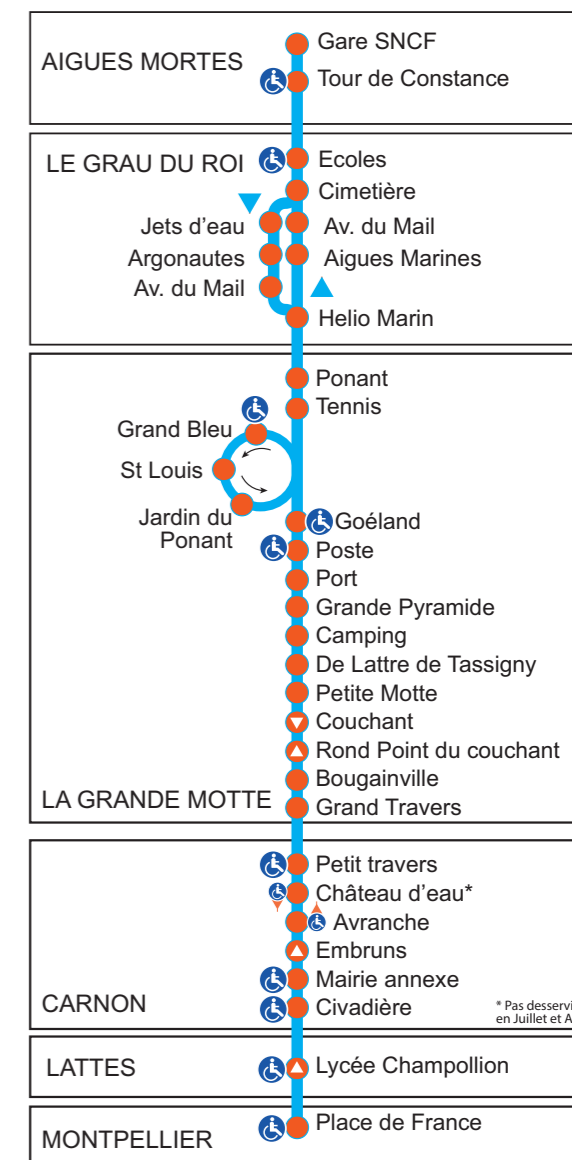 AIGUES MORTES
Gare SNCF
Tour de Constance
LE GRAU DU ROI
Ecoles
Cimetière
Jets d'eau
Av. du Mail
Argonautes
Aigues Marines
Av. du Mail
Helio Marin
Ponant
Tennis
Grand Bleu
St Louis
Jardin du
Ponant
Goéland
Poste
Port
Grande Pyramide
Camping
De Lattre de Tassigny
Petite Motte
Couchant
Rond Point du couchant
Bougainville
LA GRANDE MOTTE
Grand Travers
Petit travers
Château d'eau*
Avranche
Embruns
Mairie annexe
CARNON
Civadière
* Pas desservi
en Juillet et A
LATTES
Lycée Champollion
MONTPELLIER
Place de France